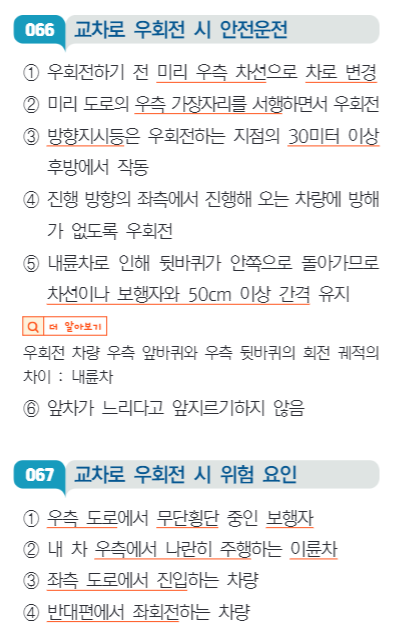 066 교차로 우회전 시 안전운전
① 우회전하기 전 미리 우측 차선으로 차로 변경
② 미리 도로의 우측 가장자리를 서행하면서 우회전
③ 방향지시등은 우회전하는 지점의 30미터 이상
후방에서 작동
④ 진행 방향의 좌측에서 진행해 오는 차량에 방해
가 없도록 우회전
⑤ 내륜차로 인해 뒷바퀴가 안쪽으로 돌아가므로
차선이나 보행자와 50cm 이상 간격 유지
더 알아보기
우회전 차량 우측 앞바퀴와 우측 뒷바퀴의 회전 궤적의
차이 : 내륜차
⑥ 앞차가 느리다고 앞지르기하지 않음
067 교차로 우회전 시 위험 요인
① 우측 도로에서 무단횡단 중인 보행자
② 내 차 우측에서 나란히 주행하는 이륜차
③ 좌측 도로에서 진입하는 차량
④ 반대편에서 좌회전하는 차량